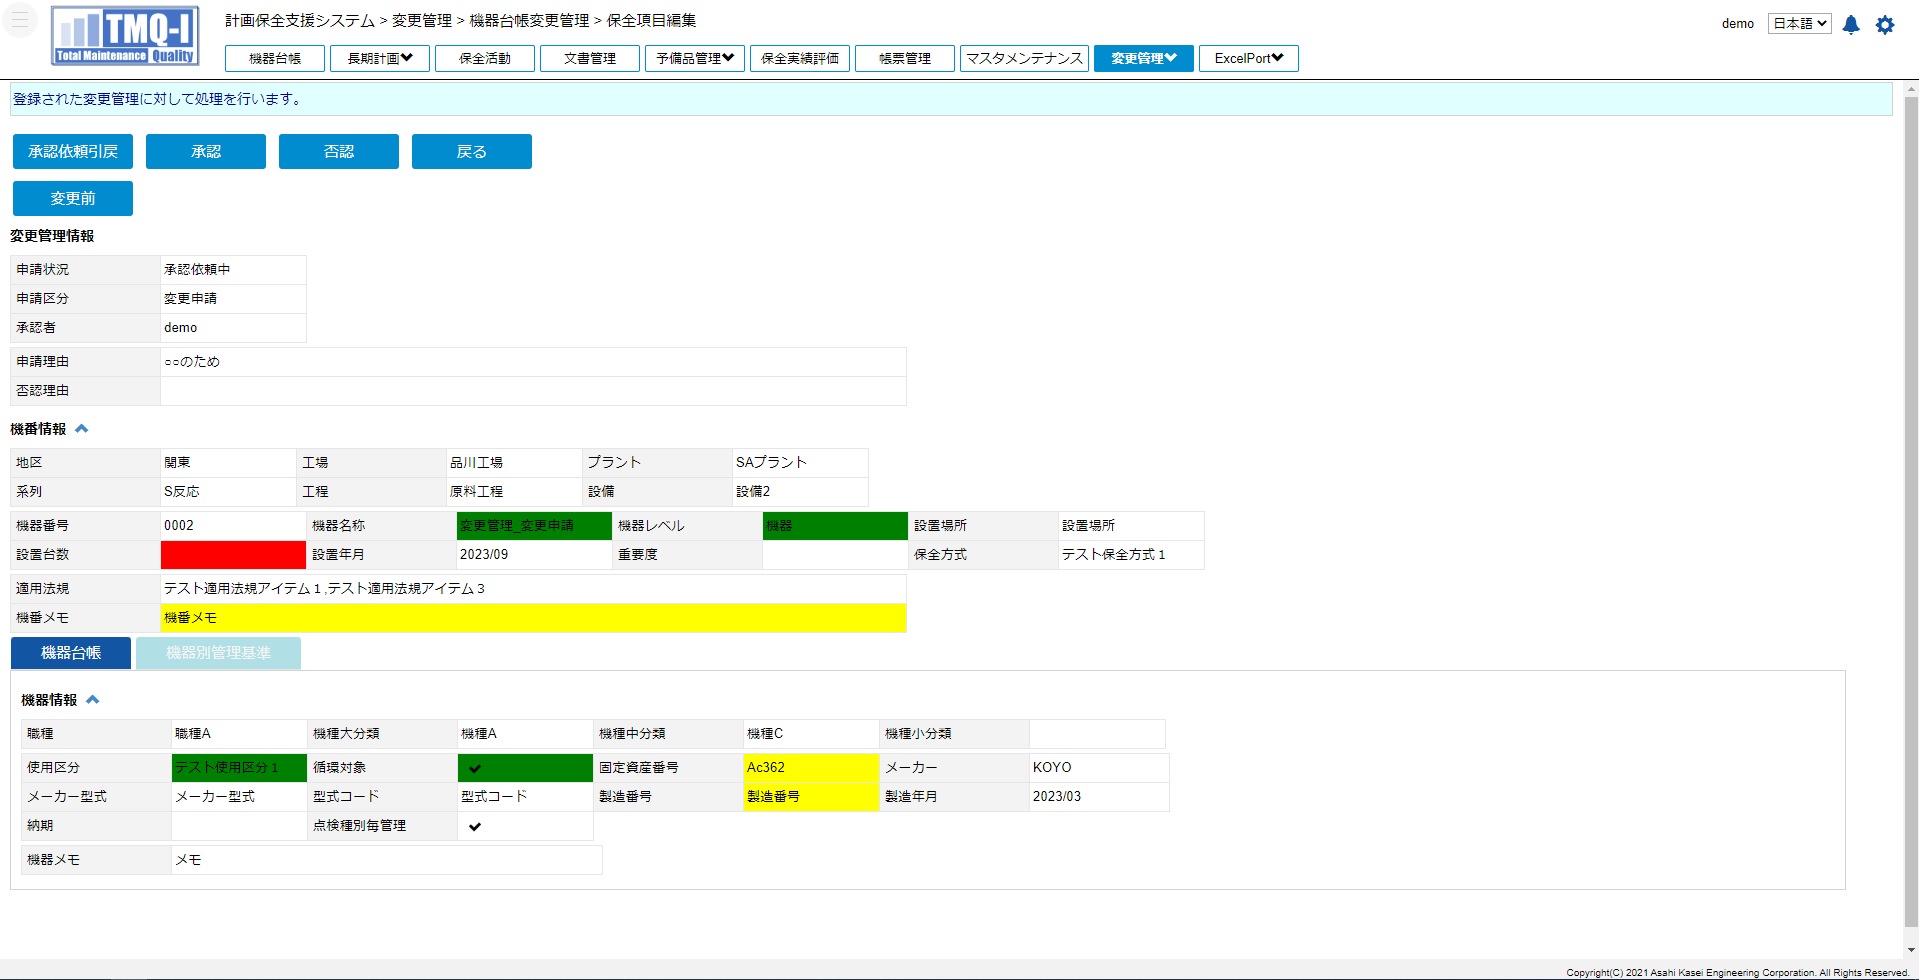 TMQ-I
Total Maintenance Quality
計画保全支援システム > 変更管理 > 機器台帳変更管理 > 保全項目編集
demo 日本語
機器台帳 長期計画 保全活動 文書管理 予備品管理 保全実績評価 帳票管理 マスタメンテナンス 変更管理 ExcelPort
登録された変更管理に対して処理を行います。
承認依頼引戻 承認 否認 戻る
変更前
変更管理情報
申請状況 承認依頼中
申請区分 変更申請
承認者 demo
申請理由 ○○のため
否認理由
機番情報
地区 関東 工場 品川工場 プラント SAプラント
系列 S反応 工程 原料工程 設備 設備2
機器番号 0002 機器名称 変更管理_変更申請 機器レベル 機器 設置場所 設置場所
設置台数 設置年月 2023/09 重要度 保全方式 テスト保全方式１
適用法規 テスト適用法規アイテム１,テスト適用法規アイテム３
機番メモ 機番メモ
機器台帳 機器別管理基準
機器情報
職種 職種A 機種大分類 機種A 機種中分類 機種C 機種小分類
使用区分 テスト使用区分１ 循環対象 ✔ 固定資産番号 Ac362 メーカー KOYO
メーカー型式 メーカー型式 型式コード 型式コード 製造番号 製造番号 製造年月 2023/03
納期 点検種別毎管理 ✔
機器メモ メモ
Copyright(C) 2021 Asahi Kasei Engineering Corporation. All Rights Reserved.